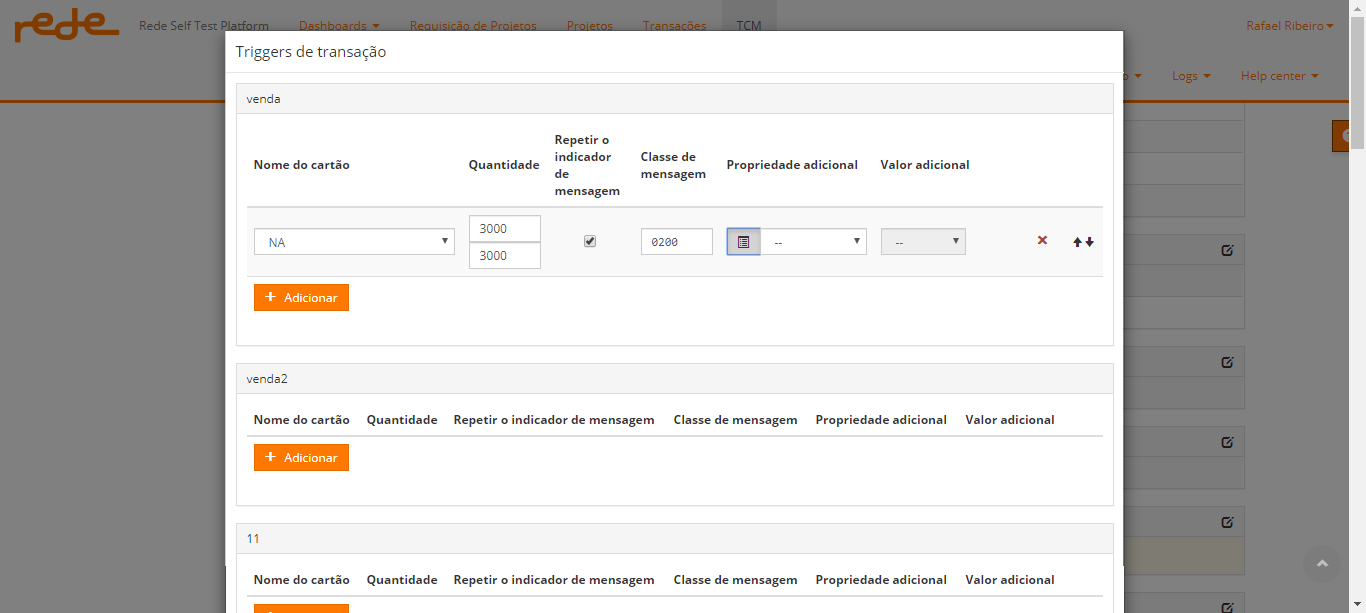 rede Rede Self Test Platform Dashboards Requisição de Projetos Projetos Transações TCM Rafael Ribeiro
Logs Help center
Triggers de transação
venda
Nome do cartão Quantidade Repetir o indicador de mensagem Classe de mensagem Propriedade adicional Valor adicional
NA 3000 0200 -- --
3000
+ Adicionar
venda2
Nome do cartão Quantidade Repetir o indicador de mensagem Classe de mensagem Propriedade adicional Valor adicional
+ Adicionar
11
Nome do cartão Quantidade Repetir o indicador de mensagem Classe de mensagem Propriedade adicional Valor adicional